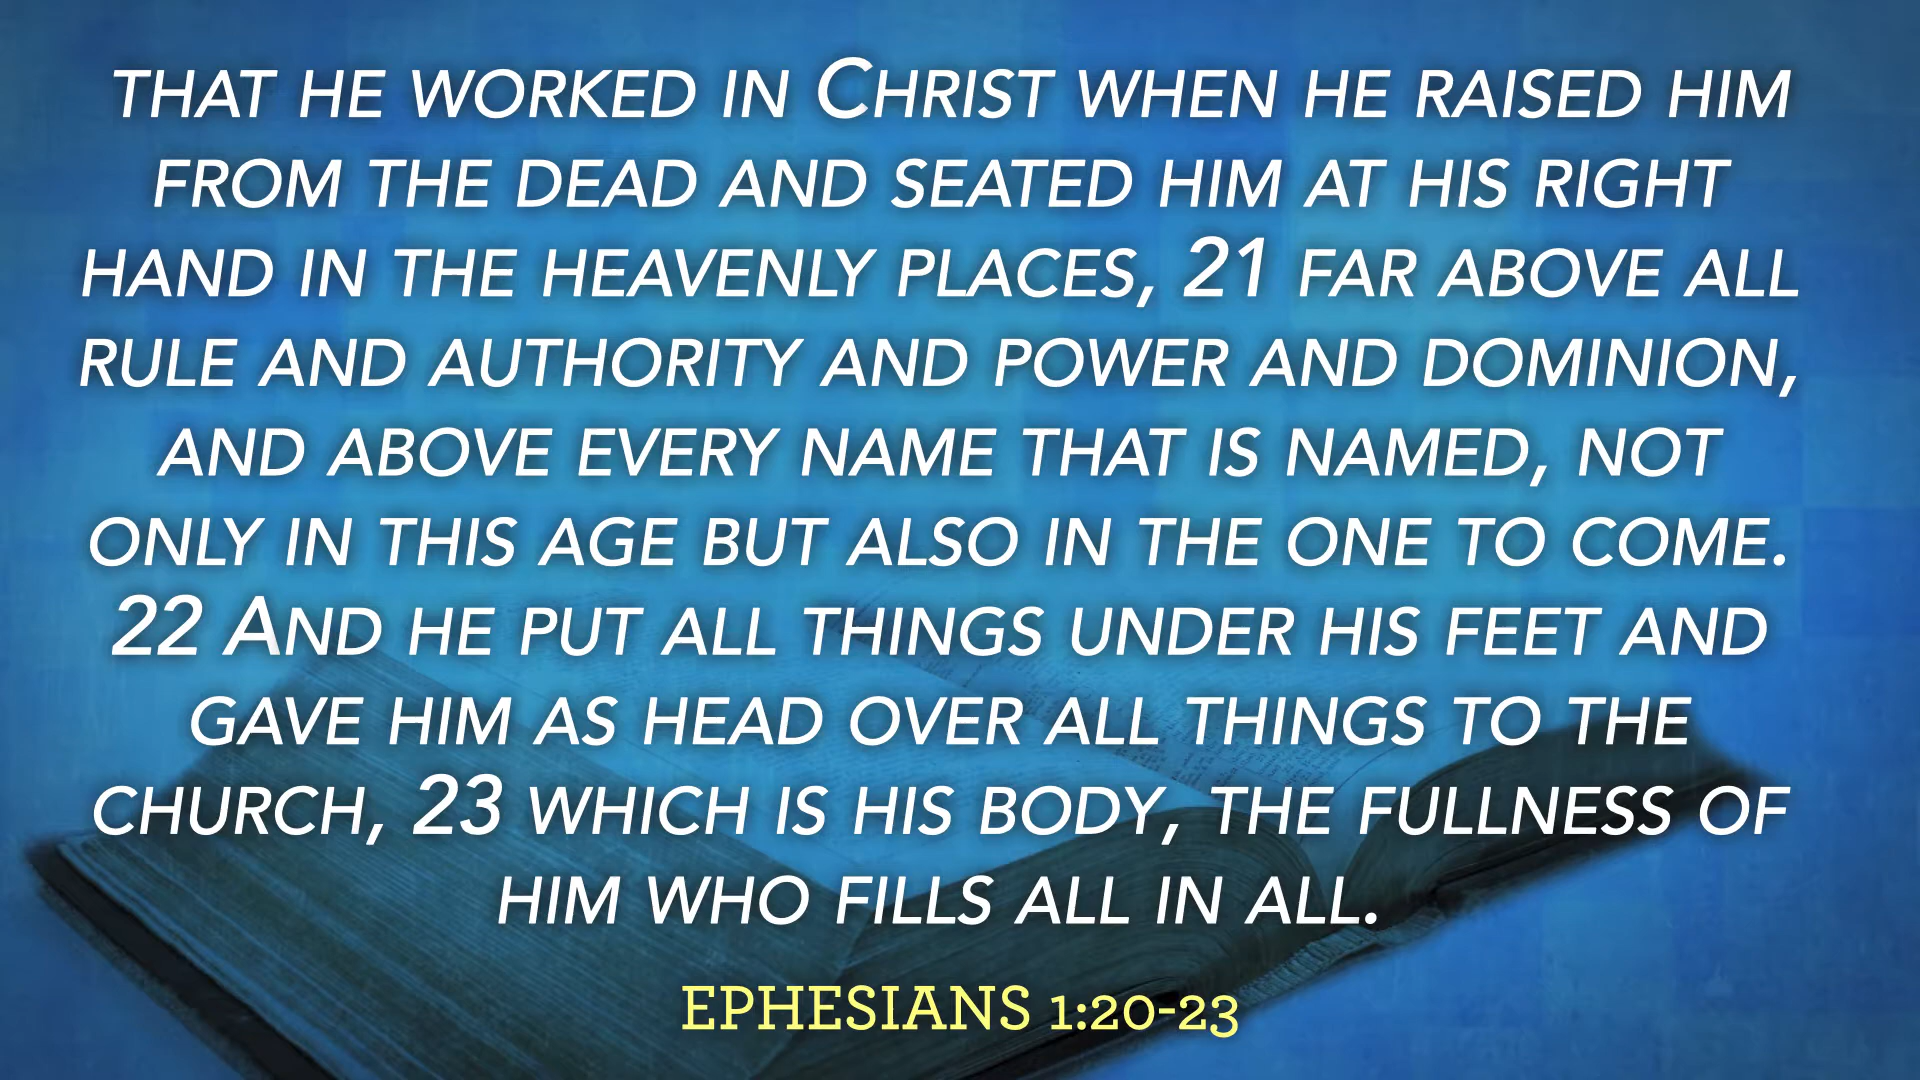 THAT HE WORKED IN CHRIST WHEN HE RAISED HIM
FROM THE DEAD AND SEATED HIM AT HIS RIGHT
HAND IN THE HEAVENLY PLACES, 21 FAR ABOVE ALL
RULE AND AUTHORITY AND POWER AND DOMINION,
AND ABOVE EVERY NAME THAT IS NAMED, NOT
ONLY IN THIS AGE BUT ALSO IN THE ONE TO COME.
22 AND HE PUT ALL THINGS UNDER HIS FEET AND
GAVE HIM AS HEAD OVER ALL THINGS TO THE
CHURCH, 23 WHICH IS HIS BODY, THE FULLNESS OF
HIM WHO FILLS ALL IN ALL.
EPHESIANS 1:20-23